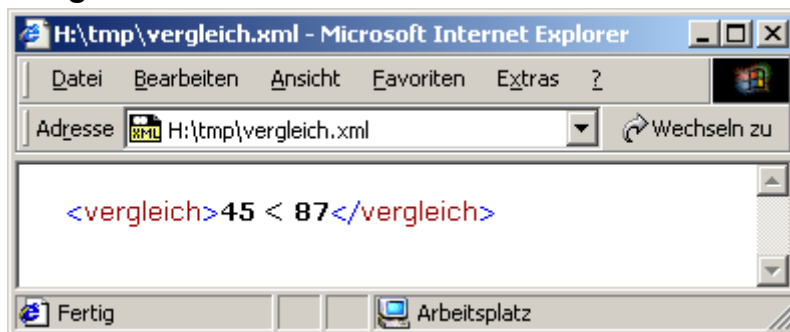 H:\tmp\vergleich.xml - Microsoft Internet Explorer
Datei Bearbeiten Ansicht Favoriten Extras ?
Adresse XML H:\tmp\vergleich.xml Wechseln zu
<vergleich>45 < 87</vergleich>
Fertig Arbeitsplatz